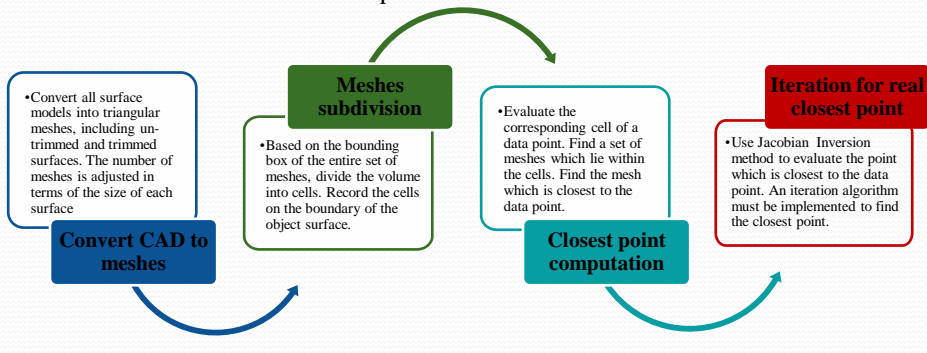 •Convert all surface
models into triangular
meshes, including un-
trimmed and trimmed
surfaces. The number of
meshes is adjusted in
terms of the size of each
surface
Convert CAD to
meshes
Meshes
subdivision
•Based on the bounding
box of the entire set of
meshes, divide the volume
into cells. Record the cells
on the boundary of the
object surface.
•Evaluate the
corresponding cell of a
data point. Find a set of
meshes which lie within
the cells. Find the mesh
which is closest to the
data point.
Closest point
computation
Iteration for real
closest point
•Use Jacobian Inversion
method to evaluate the point
which is closest to the data
point. An iteration algorithm
must be implemented to find
the closest point.